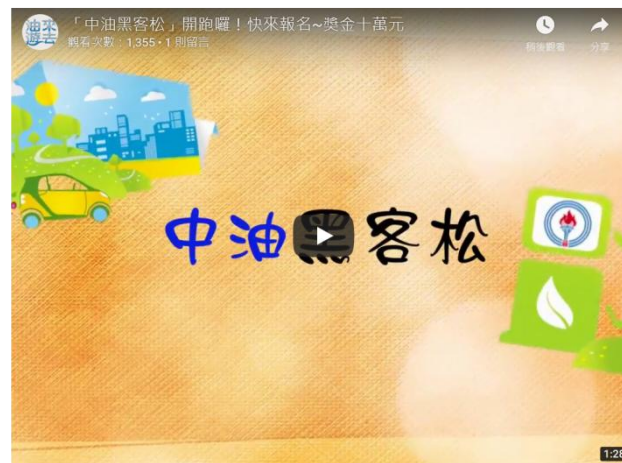 油來
遊去
「中油黑客松」開跑囉！快來報名~獎金十萬元
觀看次數：1,355 • 1 則留言
稍後觀看
分享
中油黑客松
1:28